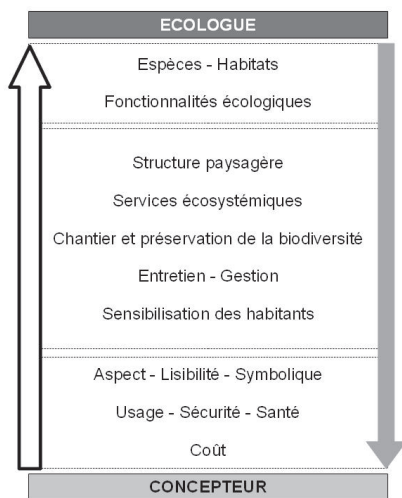 ECOLOGUE
Espèces - Habitats
Fonctionnalités écologiques
Structure paysagère
Services écosystémiques
Chantier et préservation de la biodiversité
Entretien - Gestion
Sensibilisation des habitants
Aspect - Lisibilité - Symbolique
Usage - Sécurité - Santé
Coût
CONCEPTEUR